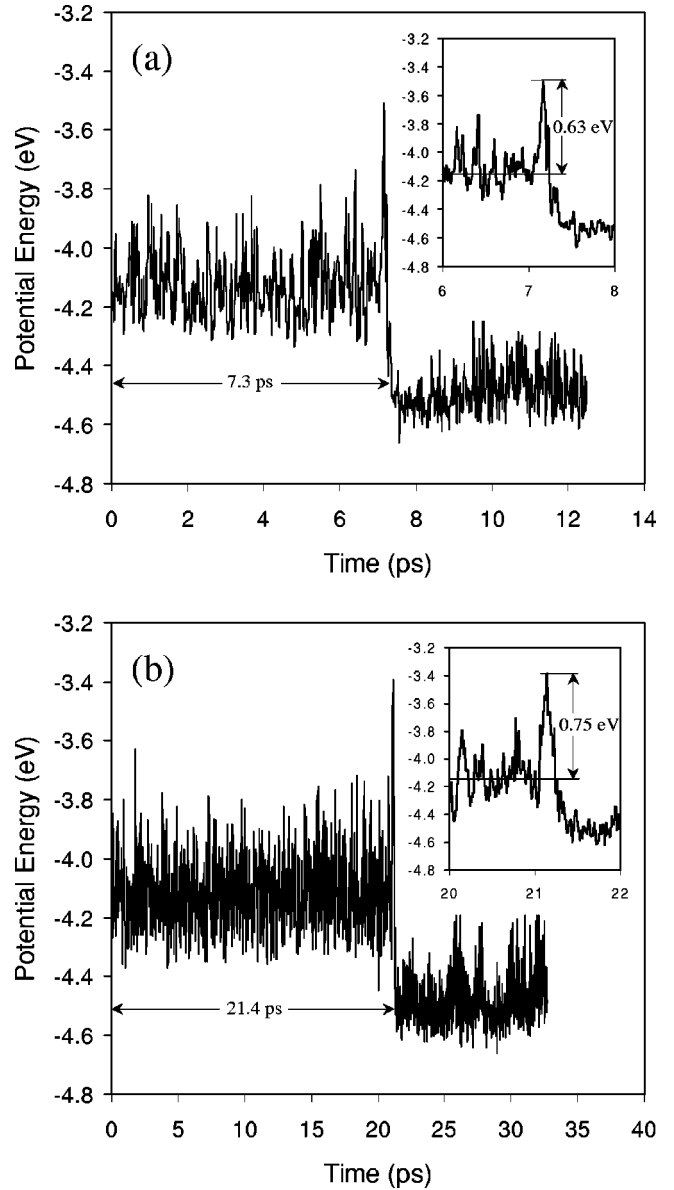 (a)
Potential Energy (eV)
-3.2
-3.4
-3.6
-3.8
-4.0
-4.2
-4.4
-4.6
-4.8
0 2 4 6 8 10 12 14
Time (ps)
7.3 ps
-3.2
-3.4
-3.6
-3.8
-4.0
-4.2
-4.4
-4.6
-4.8
6 7 8
0.63 eV
(b)
Potential Energy (eV)
-3.2
-3.4
-3.6
-3.8
-4.0
-4.2
-4.4
-4.6
-4.8
0 5 10 15 20 25 30 35 40
Time (ps)
21.4 ps
-3.2
-3.4
-3.6
-3.8
-4.0
-4.2
-4.4
-4.6
-4.8
20 21 22
0.75 eV